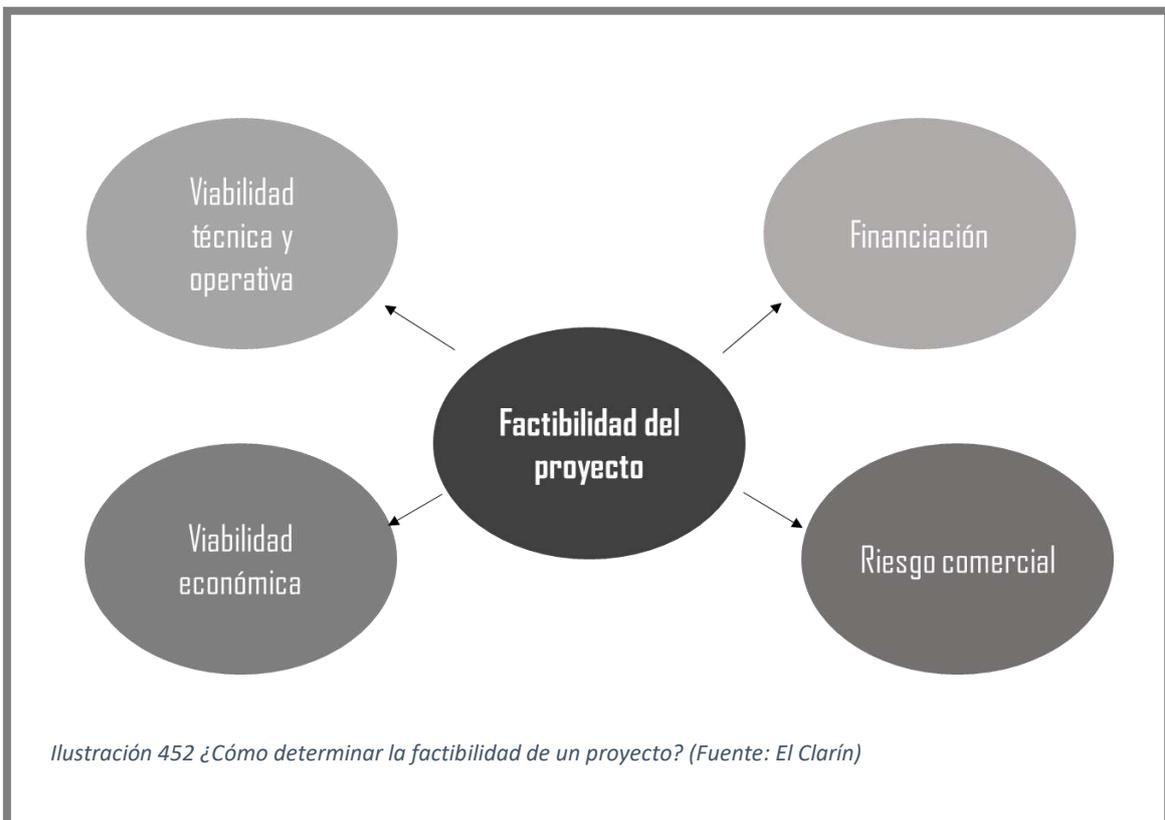 Viabilidad
técnica y
operativa
Financiación
Factibilidad del
proyecto
Viabilidad
económica
Riesgo comercial
Ilustración 452 ¿Cómo determinar la factibilidad de un proyecto? (Fuente: El Clarín)